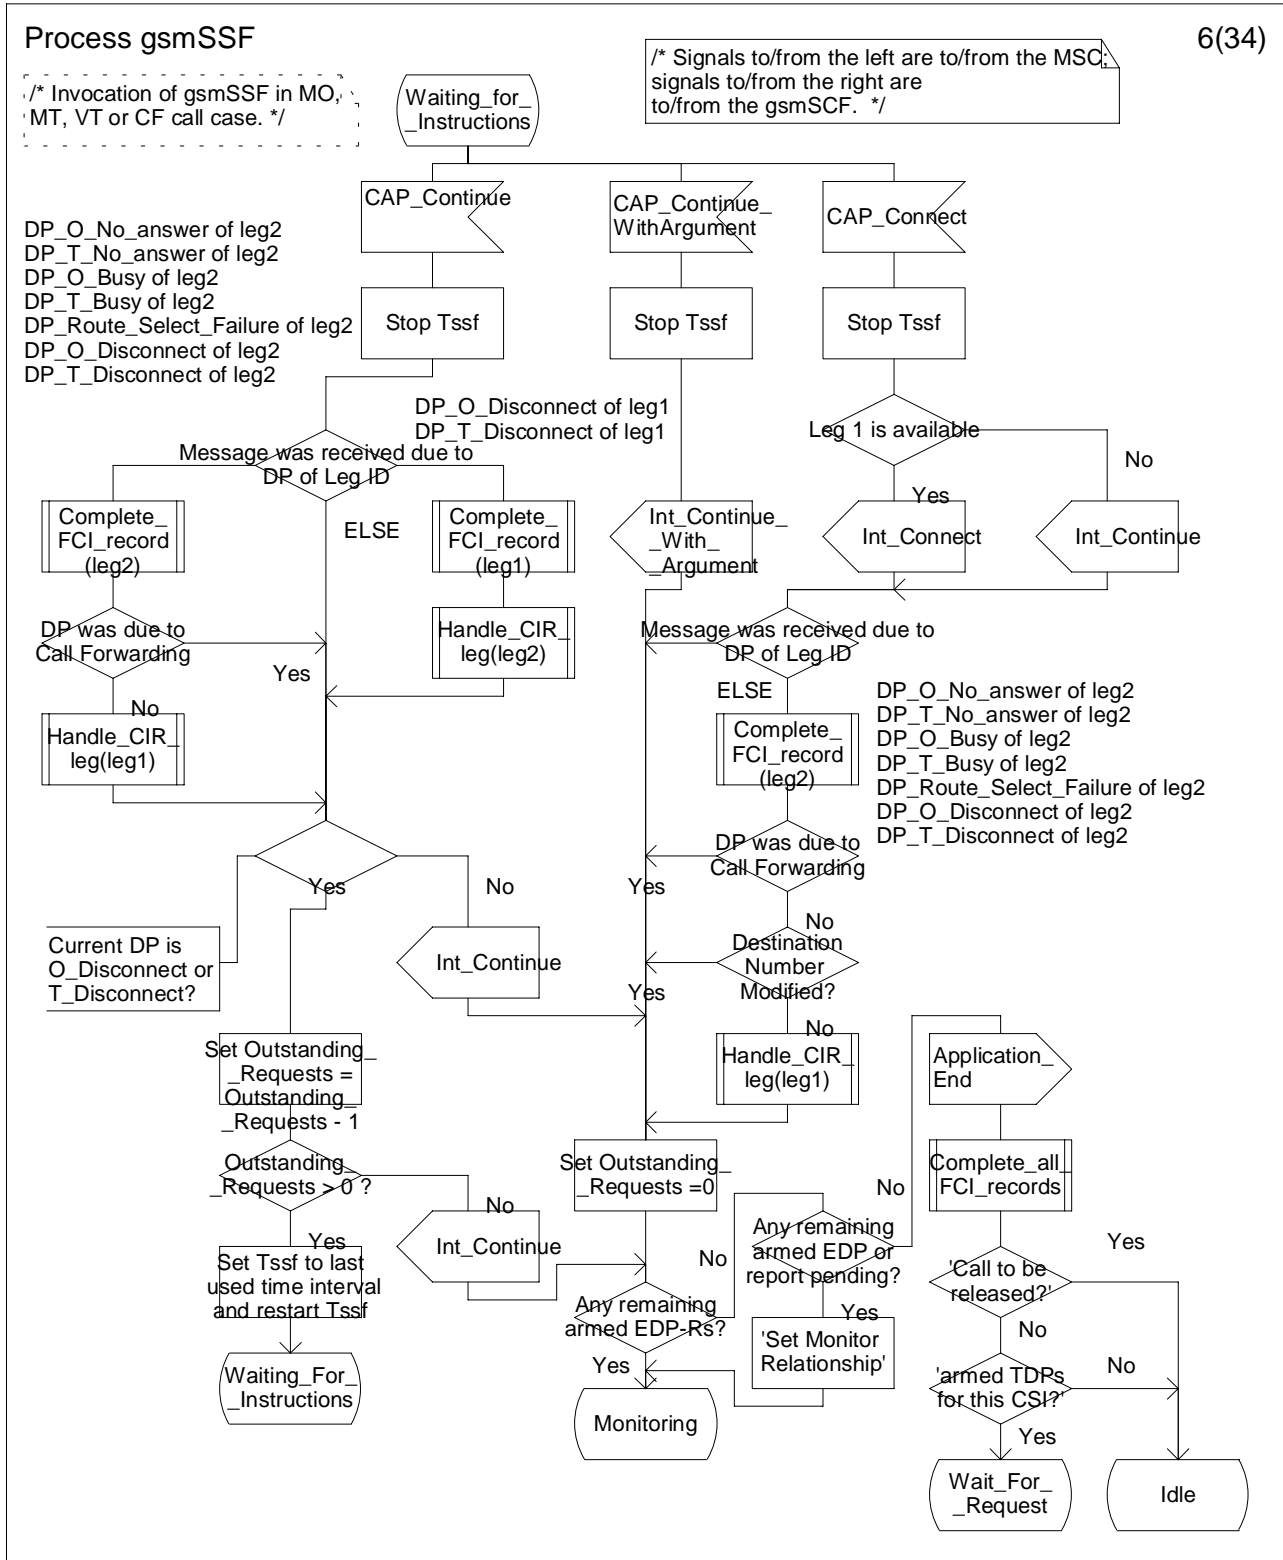 Process gsmSSF
6(34)
/* Invocation of gsmSSF in MO,
MT, VT or CF call case. */
Waiting_for_
_Instructions
/* Signals to/from the left are to/from the MSC;
signals to/from the right are
to/from the gsmSCF. */
CAP_Continue
CAP_Continue_
WithArgument
CAP_Connect
DP_O_No_answer of leg2
DP_T_No_answer of leg2
DP_O_Busy of leg2
DP_T_Busy of leg2
DP_Route_Select_Failure of leg2
DP_O_Disconnect of leg2
DP_T_Disconnect of leg2
Stop Tssf
Stop Tssf
Stop Tssf
DP_O_Disconnect of leg1
DP_T_Disconnect of leg1
Leg 1 is available
Message was received due to
DP of Leg ID
No
Yes
Complete_
FCI_record
(leg2)
ELSE
Complete_
FCI_record
(leg1)
Int_Continue_
_With_
_Argument
Int_Connect
Int_Continue
DP was due to
Call Forwarding
Yes
Handle_CIR_
leg(leg2)
Message was received due to
DP of Leg ID
ELSE
No
Handle_CIR_
leg(leg1)
Complete_
FCI_record
(leg2)
DP_O_No_answer of leg2
DP_T_No_answer of leg2
DP_O_Busy of leg2
DP_T_Busy of leg2
DP_Route_Select_Failure of leg2
DP_O_Disconnect of leg2
DP_T_Disconnect of leg2
DP was due to
Call Forwarding
Yes
No
Yes
No
Current DP is
O_Disconnect or
T_Disconnect?
Int_Continue
Destination
Number
Modified?
Yes
No
Set Outstanding_
_Requests =
Outstanding_
_Requests - 1
Handle_CIR_
leg(leg1)
Application_
End
Outstanding_
_Requests > 0 ?
No
Yes
Set Outstanding_
_Requests =0
Complete_all_
FCI_records
No
Int_Continue
Any remaining
armed EDP or
report pending?
No
Yes
Set Tssf to last
used time interval
and restart Tssf
Any remaining
armed EDP-Rs?
Yes
'Set Monitor
Relationship'
'Call to be
released?'
Yes
No
Waiting_For_
_Instructions
Monitoring
'armed TDPs
for this CSI?'
No
Yes
Wait_For_
_Request
Idle